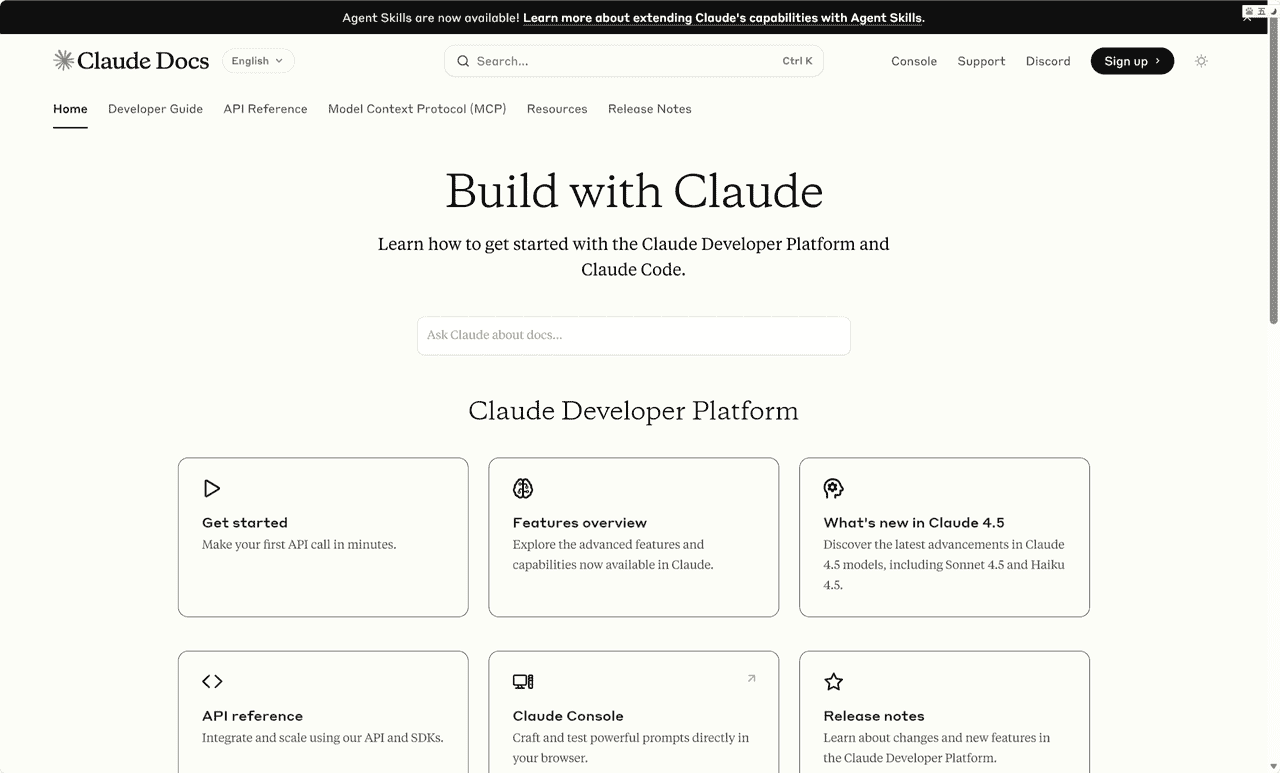 Agent Skills are now available! Learn more about extending Claude's capabilities with Agent Skills.
Claude Docs
English
Search...
Ctrl K
Console
Support
Discord
Sign up
Home
Developer Guide
API Reference
Model Context Protocol (MCP)
Resources
Release Notes
Build with Claude
Learn how to get started with the Claude Developer Platform and
Claude Code.
Ask Claude about docs...
Claude Developer Platform
Get started
Make your first API call in minutes.
Features overview
Explore the advanced features and
capabilities now available in Claude.
What's new in Claude 4.5
Discover the latest advancements in Claude
4.5 models, including Sonnet 4.5 and Haiku
4.5.
API reference
Integrate and scale using our API and SDKs.
Claude Console
Craft and test powerful prompts directly in
your browser.
Release notes
Learn about changes and new features in
the Claude Developer Platform.